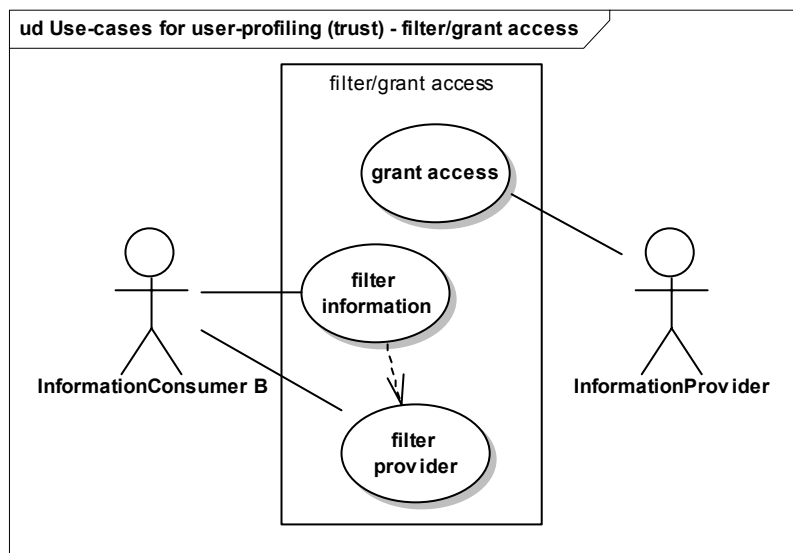 ud Use-cases for user-profiling (trust) - filter/grant access
filter/grant access
grant access
filter
information
InformationConsumer B
InformationProvider
filter
provider